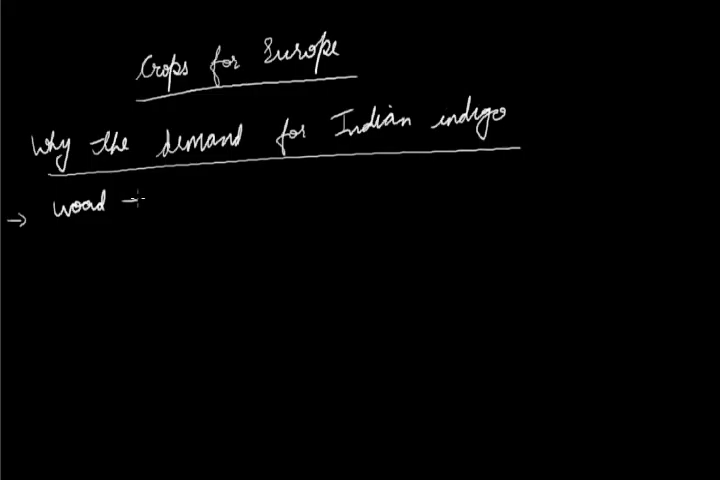 Crops for Europe
Why the demand for Indian indigo
→ woad →